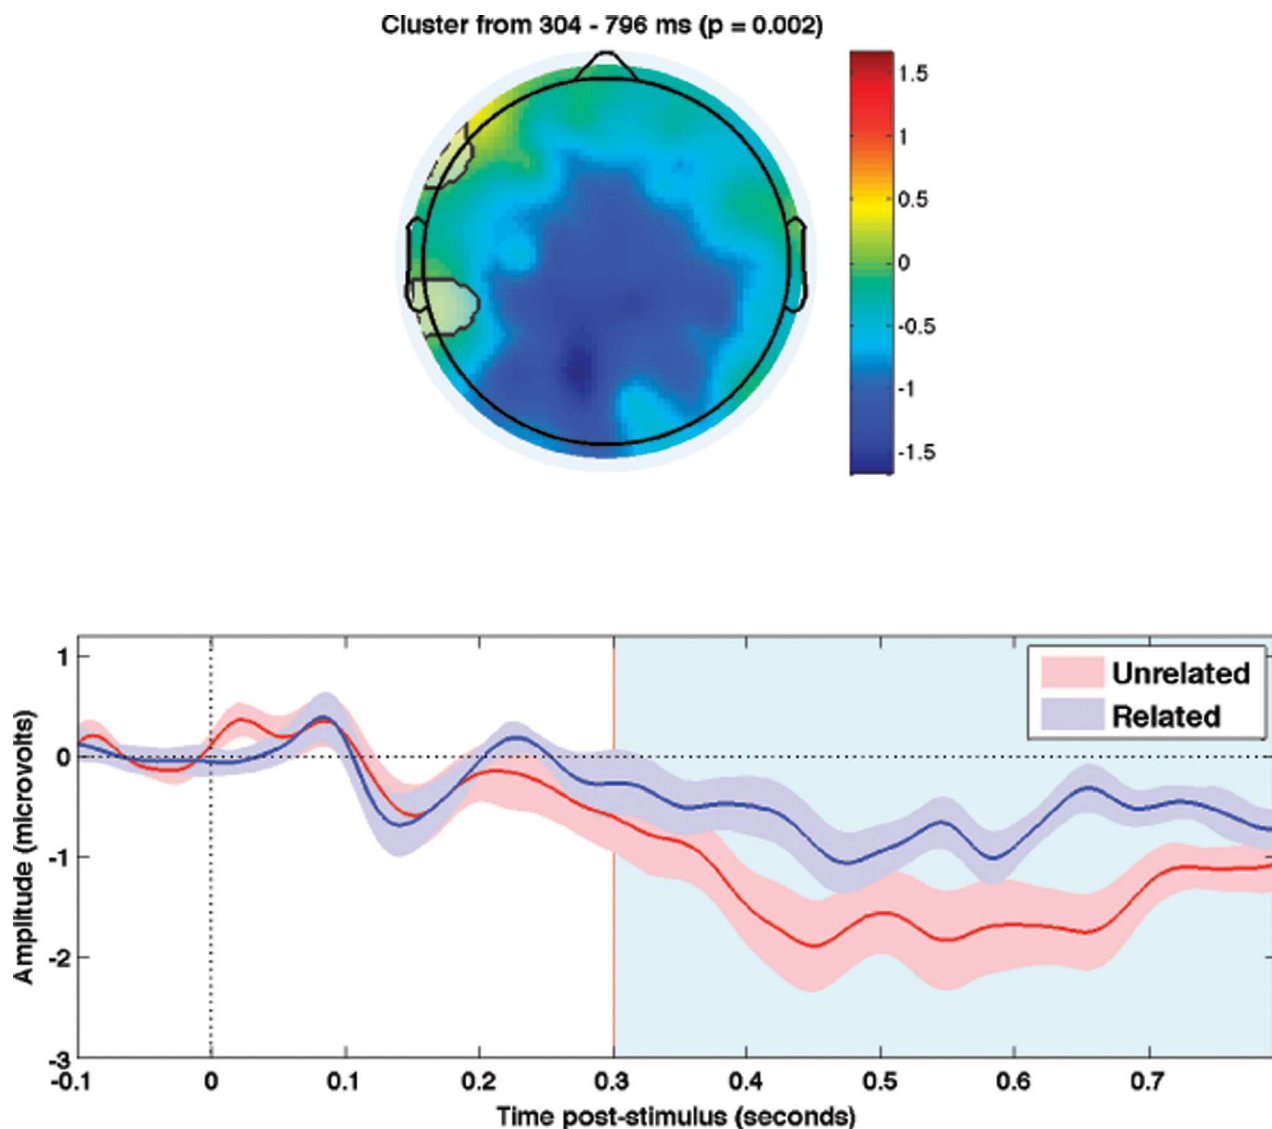 Cluster from 304 - 796 ms (p = 0.002)
1.5
1
0.5
0
-0.5
-1
-1.5
1
0
-1
-2
-3
Amplitude (microvolts)
Unrelated
Related
-0.1 0 0.1 0.2 0.3 0.4 0.5 0.6 0.7
Time post-stimulus (seconds)